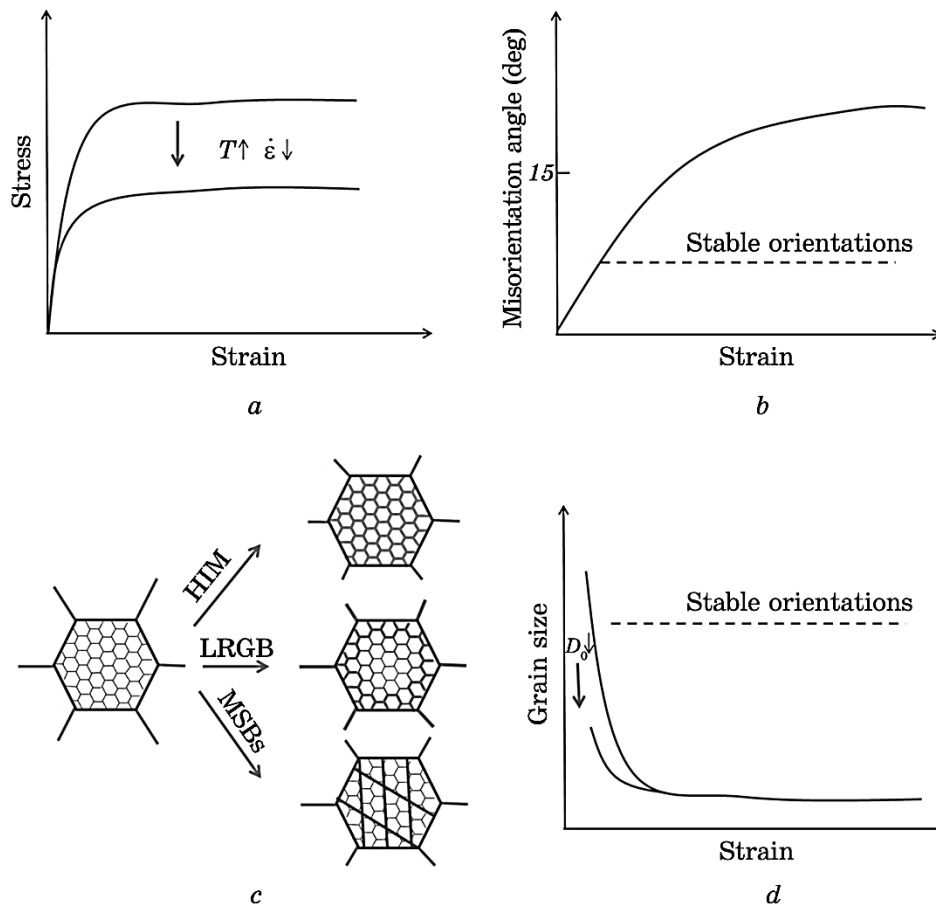 Stress
T↑ ε̇↓
Strain
a
Misorientation angle (deg)
15
Stable orientations
Strain
b
HIM
LRGB
MSBs
c
Grain size
D₀↓
Stable orientations
Strain
d